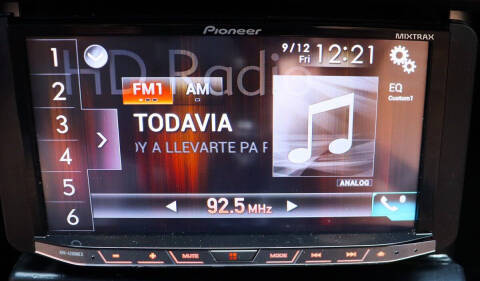 Pioneer
MIXTRAX
HD Radio
9/12 Fri 12:21
1
2
3
4
5
6
FM1 AM
TODAVIA
OY A LLEVARTE PA
EQ
Custom1
ANALOG
92.5 MHz
MUTE
MODE